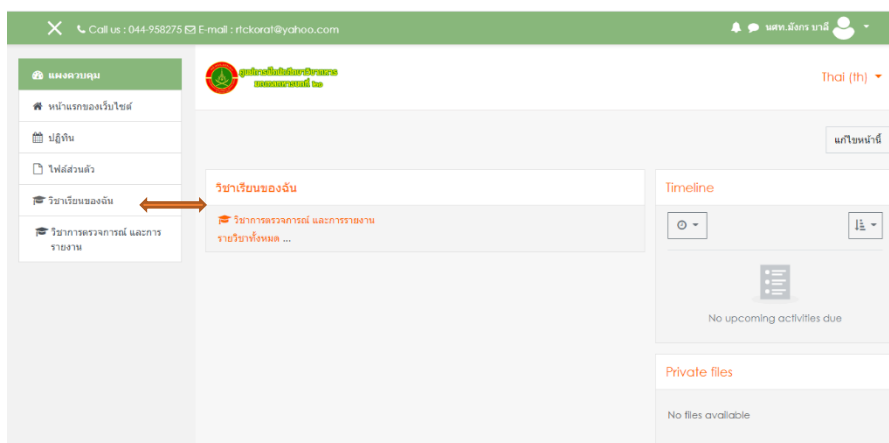 Call us : 044-958275 E-mail : rtckorat@yahoo.com
นศท.มังกร บาลี
แผงควบคุม
หน้าแรกของเว็บไซต์
ปฏิทิน
ไฟล์ส่วนตัว
วิชาเรียนของฉัน
วิชาการตรวจการณ์ และการ
รายงาน
Thai (th)
แก้ไขหน้านี้
วิชาเรียนของฉัน
วิชาการตรวจการณ์ และการรายงาน
รายวิชาทั้งหมด ...
Timeline
No upcoming activities due
Private files
No files available